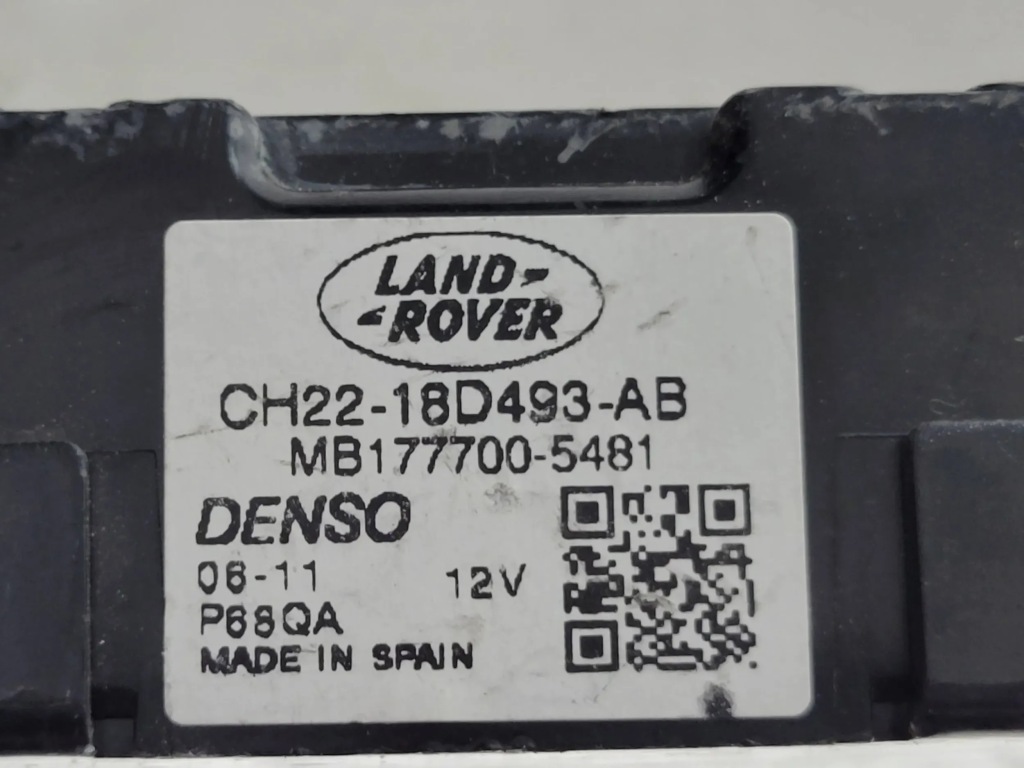 LAND-
-ROVER
CH22-18D493-AB
MB177700-5481
DENSO
06-11 12V
P68QA
MADE IN SPAIN